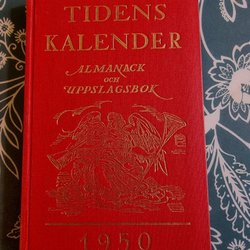 TIDENS
KALENDER
ALMANACK
OCH
UPPSLAGSBOK
1950